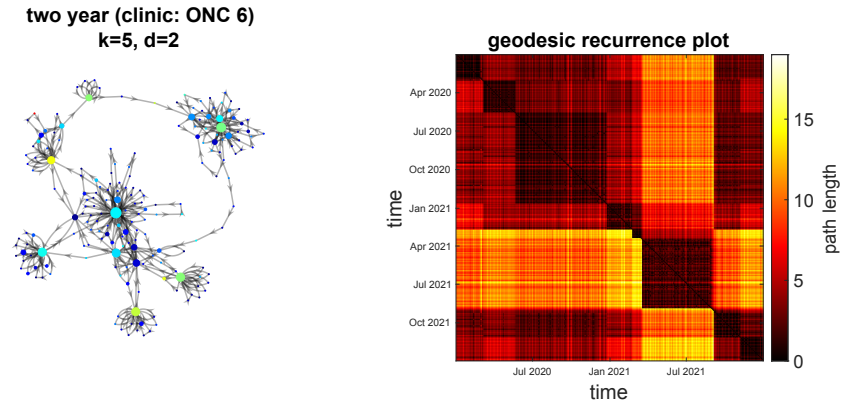 two year (clinic: ONC 6)
k=5, d=2
geodesic recurrence plot
Apr 2020
Jul 2020
Oct 2020
Jan 2021
Apr 2021
Jul 2021
Oct 2021
time
Jul 2020
Jan 2021
Jul 2021
time
15
10
5
0
path length